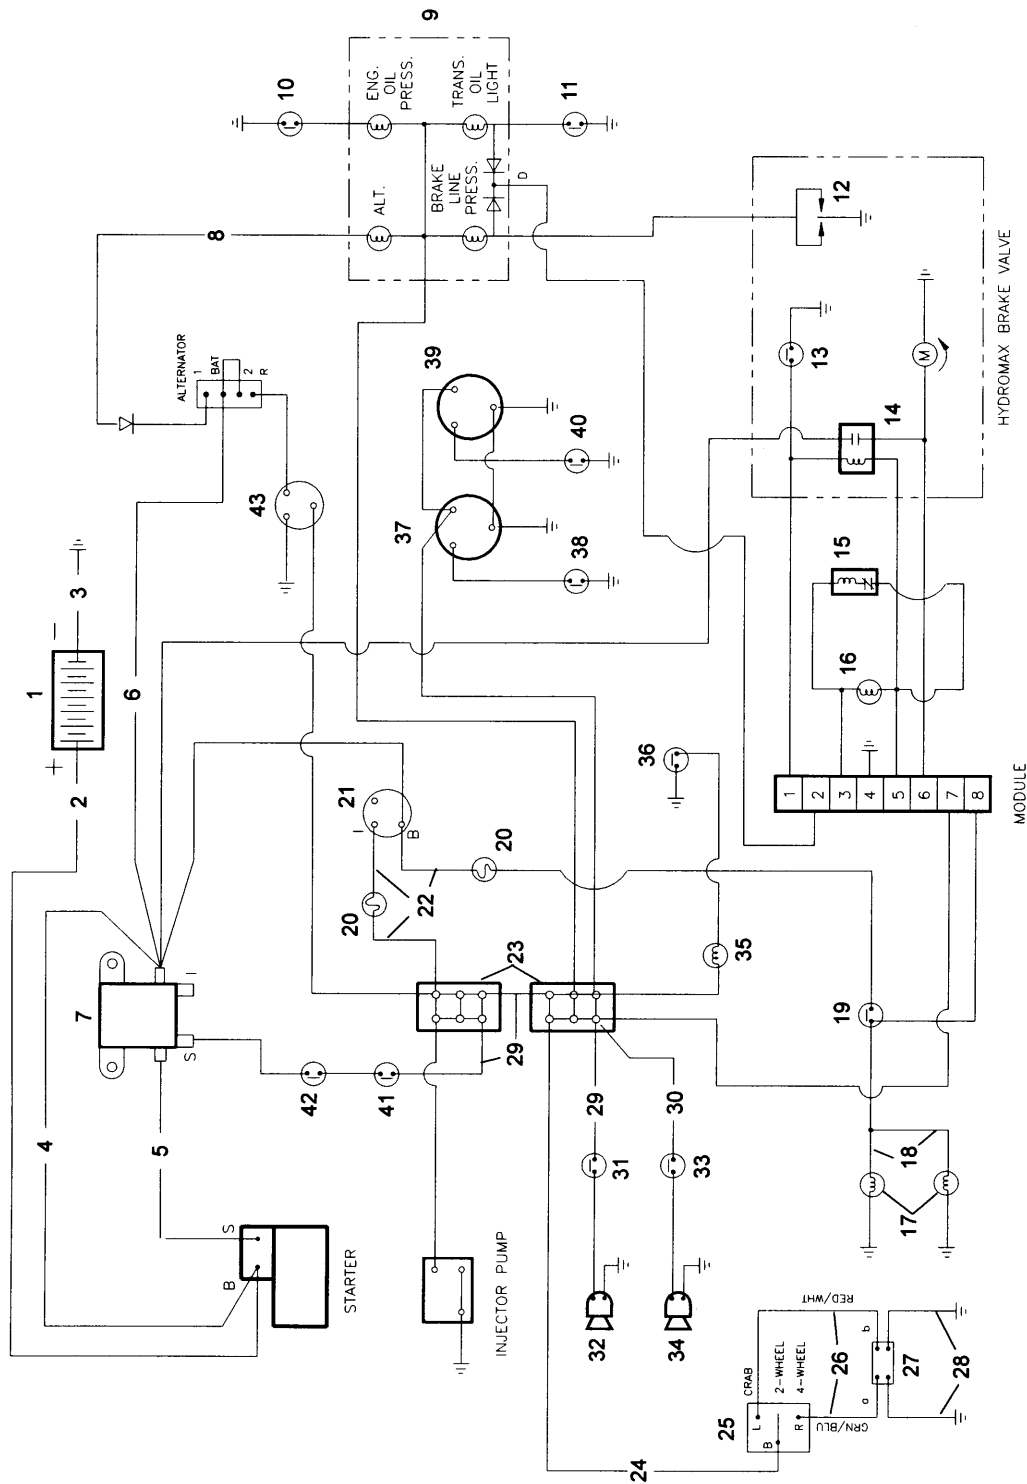 9
10
ENG.
OIL
PRESS.
TRANS.
OIL
LIGHT
11
8
ALT.
BRAKE
LINE
PRESS.
D
12
ALTERNATOR
1
BAT
2
R
39
13
M
14
HYDROMAX BRAKE VALVE
43
40
37
38
15
16
3
−
1
+
2
6
36
1
2
3
4
5
6
7
8
MODULE
21
I
B
20
20
22
23
35
19
7
I
S
29
42
41
29
30
4
5
31
33
18
17
S
B
STARTER
INJECTOR PUMP
32
34
RED/WHT
CRAB
2-WHEEL
4-WHEEL
26
b
a
27
28
25
L
B
R
GRN/BLU
24